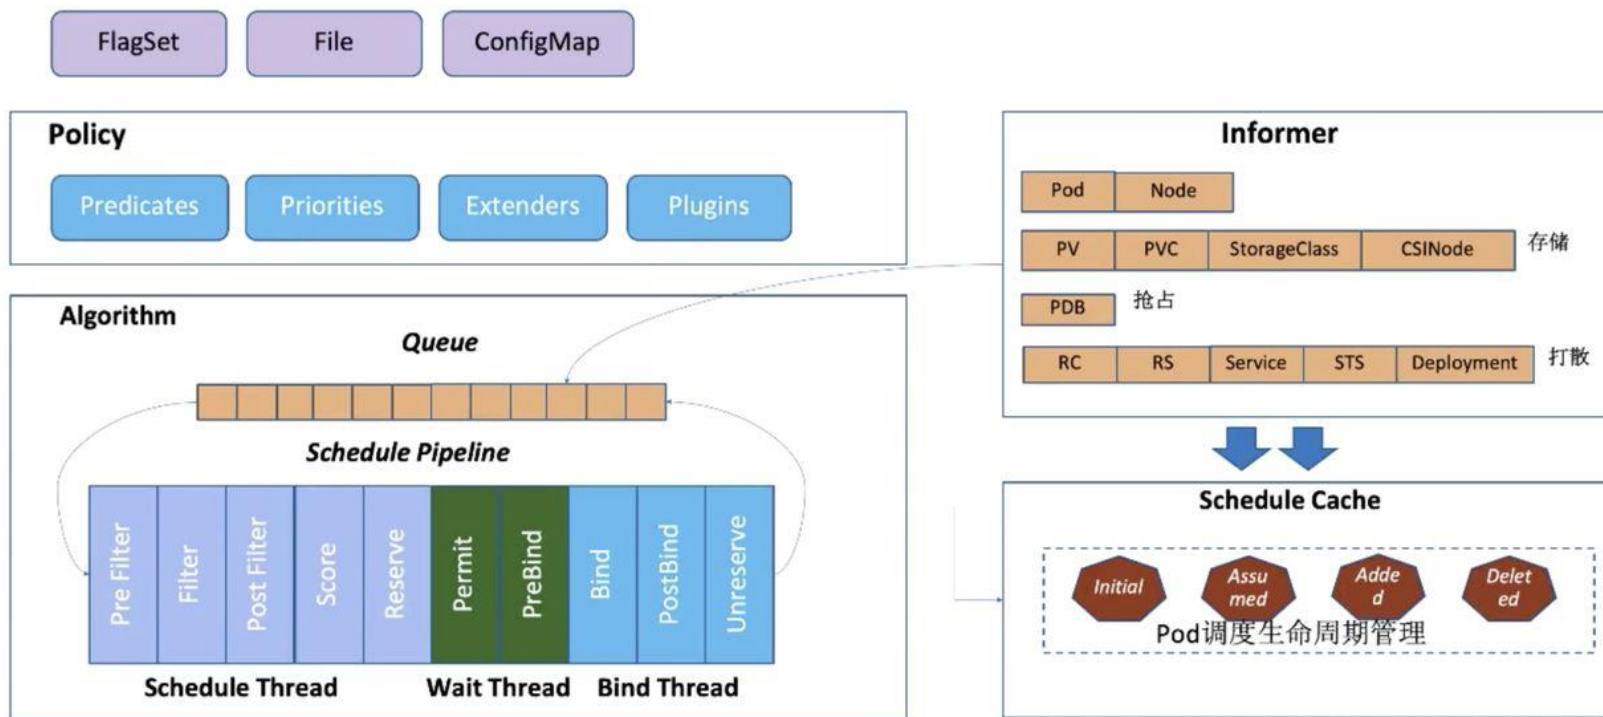 FlagSet
File
ConfigMap
Policy
Predicates
Priorities
Extenders
Plugins
Algorithm
Queue
Schedule Pipeline
Pre Filter
Filter
Post Filter
Score
Reserve
Permit
PreBind
Bind
PostBind
Unreserve
Schedule Thread
Wait Thread
Bind Thread
Informer
Pod
Node
PV
PVC
StorageClass
CSINode
存储
PDB
抢占
RC
RS
Service
STS
Deployment
打散
Schedule Cache
Initial
Assu
med
Adde
d
Delet
ed
Pod调度生命周期管理